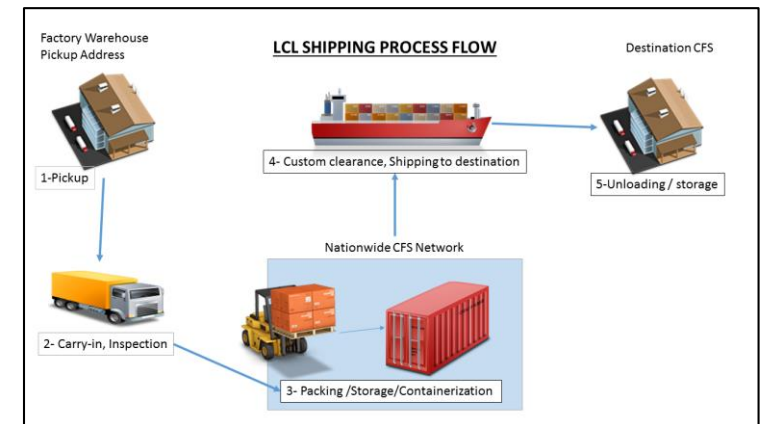 Factory Warehouse
Pickup Address
LCL SHIPPING PROCESS FLOW
Destination CFS
1-Pickup
4- Custom clearance, Shipping to destination
5-Unloading / storage
Nationwide CFS Network
2- Carry-in, Inspection
3- Packing /Storage/Containerization